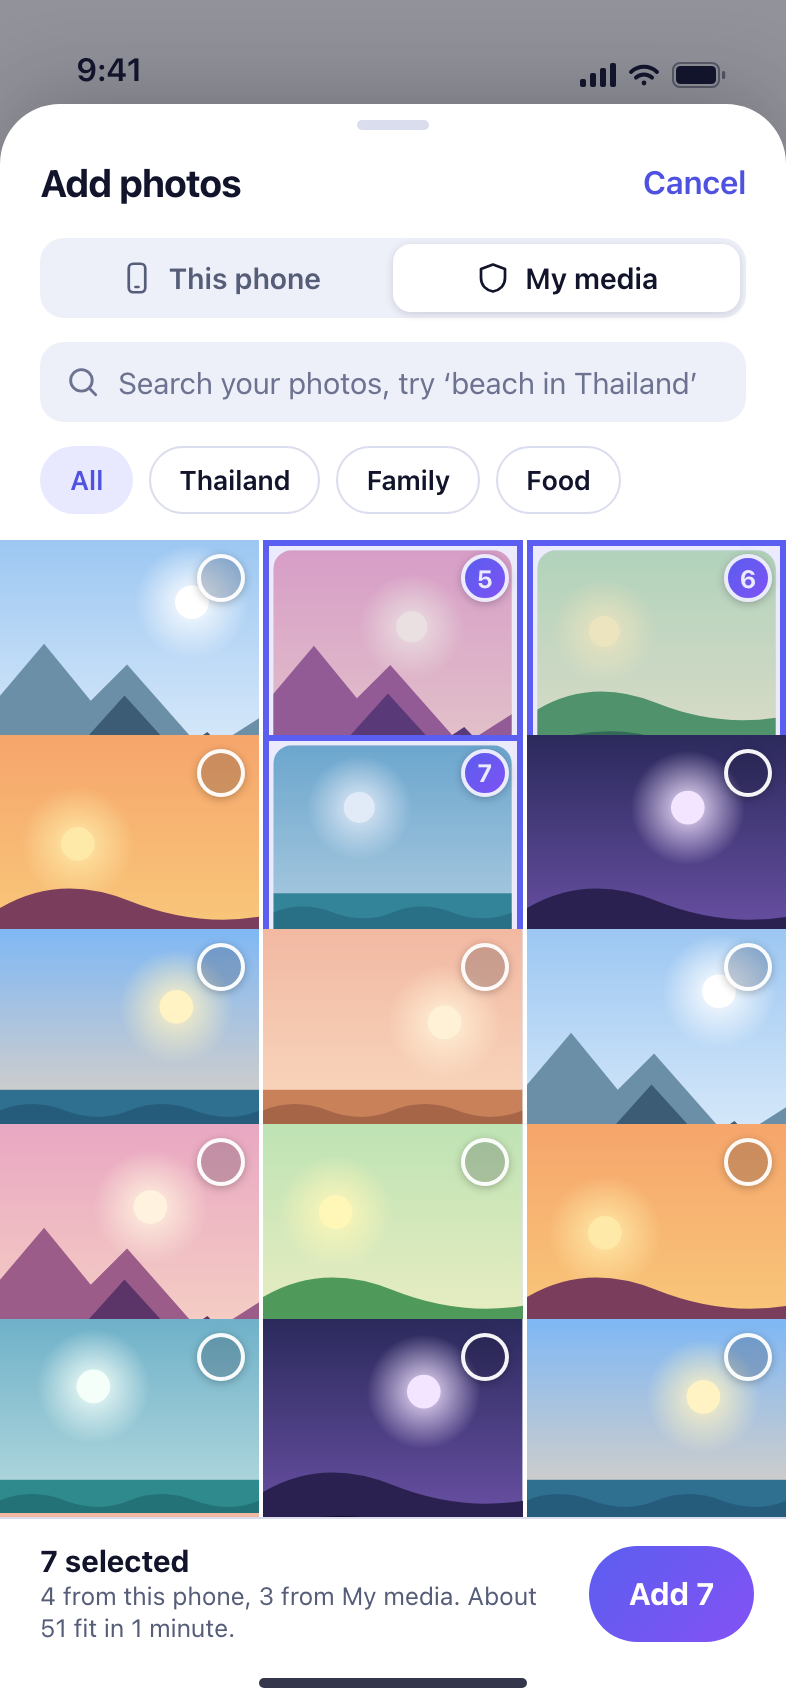 9:41
Add photos
Cancel
This phone
My media
Search your photos, try ‘beach in Thailand’
All
Thailand
Family
Food
5
6
7
7 selected
4 from this phone, 3 from My media. About
51 fit in 1 minute.
Add 7